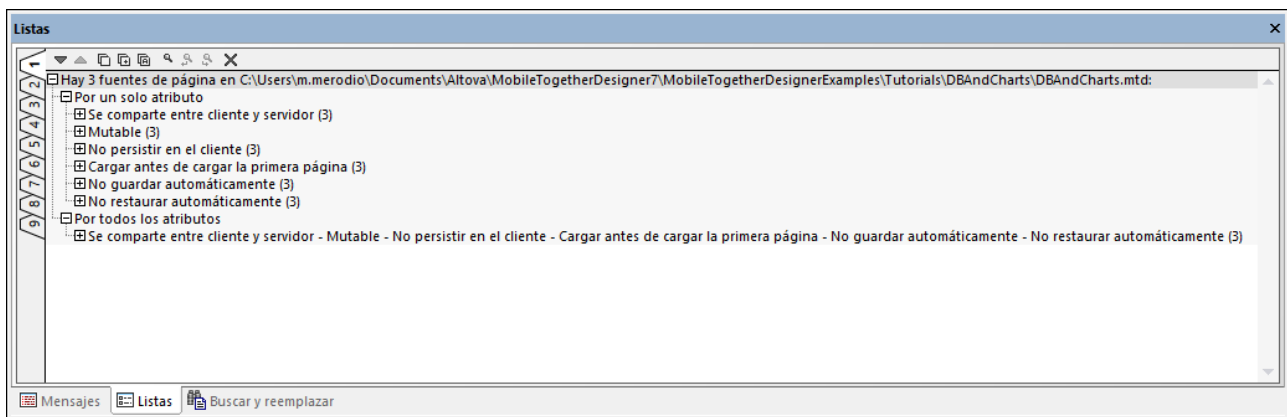 Listas
1
2
3
4
5
6
7
8
9
Hay 3 fuentes de página en C:\Users\m.merodio\Documents\Altova\MobileTogetherDesigner7\MobileTogetherDesignerExamples\Tutorials\DBAndCharts\DBAndCharts.mtd:
Por un solo atributo
Se comparte entre cliente y servidor (3)
Mutable (3)
No persistir en el cliente (3)
Cargar antes de cargar la primera página (3)
No guardar automáticamente (3)
No restaurar automáticamente (3)
Por todos los atributos
Se comparte entre cliente y servidor - Mutable - No persistir en el cliente - Cargar antes de cargar la primera página - No guardar automáticamente - No restaurar automáticamente (3)
Mensajes Listas Buscar y reemplazar